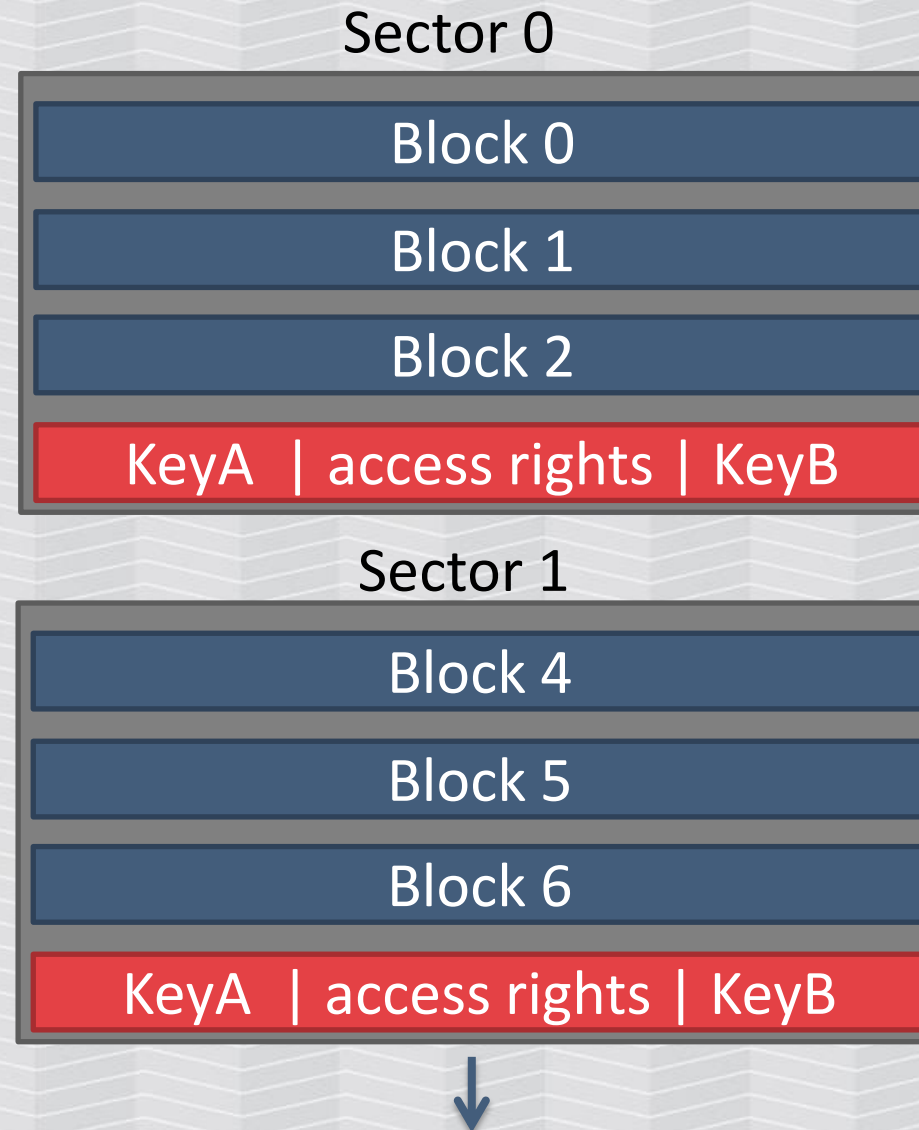 Sector 0
Block 0
Block 1
Block 2
KeyA | access rights | KeyB
Sector 1
Block 4
Block 5
Block 6
KeyA | access rights | KeyB